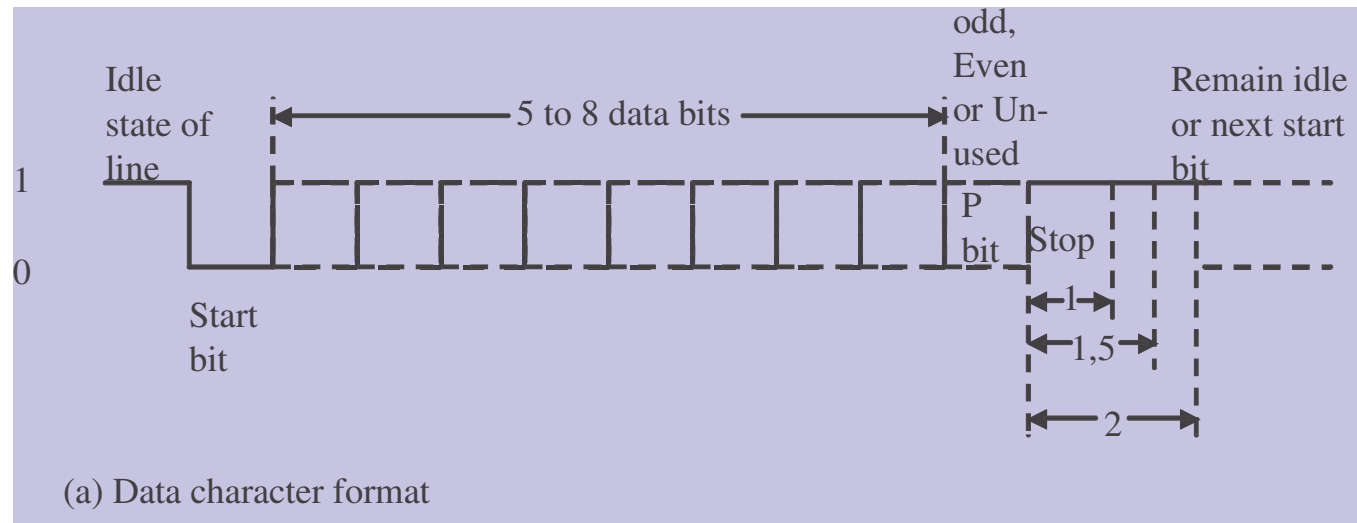 Idle
state of
line
5 to 8 data bits
odd,
Even
or Un-
used
Remain idle
or next start
bit
1
0
P
bit
Stop
Start
bit
1
1,5
2
(a) Data character format